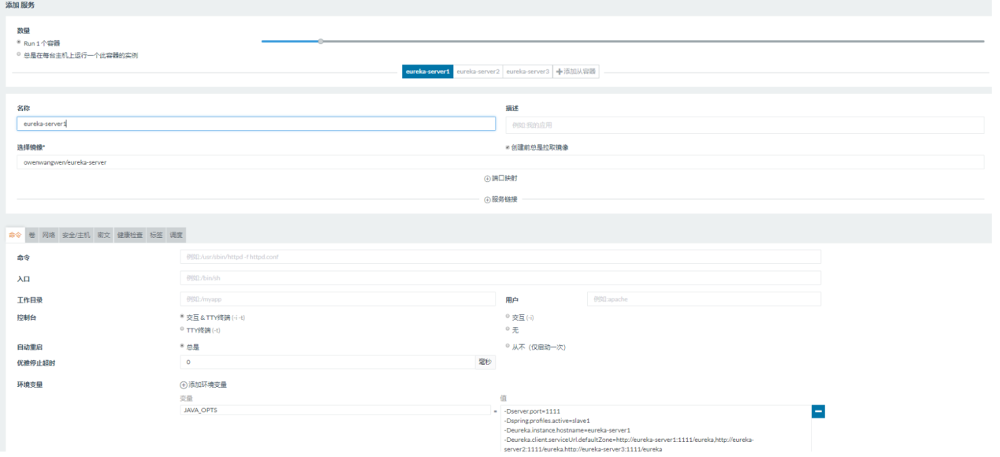 添加 服务
数量
Run 1 个容器
总是在每台主机上运行一个此容器的实例
eureka-server1 eureka-server2 eureka-server3 添加从容器
名称 描述
eureka-server1 例如:我的应用
选择镜像* 创建前总是拉取镜像
owenwangwen/eureka-server
端口映射
服务链接
命令 卷 网络 安全/主机 密文 健康检查 标签 调度
命令 例如:/usr/sbin/httpd -f httpd.conf
入口 例如:/bin/sh
工作目录 例如:/myapp 用户 例如:apache
控制台 交互 & TTY终端 (-i -t) 交互 (-i)
TTY终端 (-t) 无
自动重启 总是 从不（仅启动一次）
优雅停止超时 0 毫秒
环境变量 添加环境变量
变量 值
JAVA_OPTS -Dserver.port=1111
-Dspring.profiles.active=slave1
-Deureka.instance.hostname=eureka-server1
-Deureka.client.serviceUrl.defaultZone=http://eureka-server1:1111/eureka,http://eureka-
server2:1111/eureka,http://eureka-server3:1111/eureka